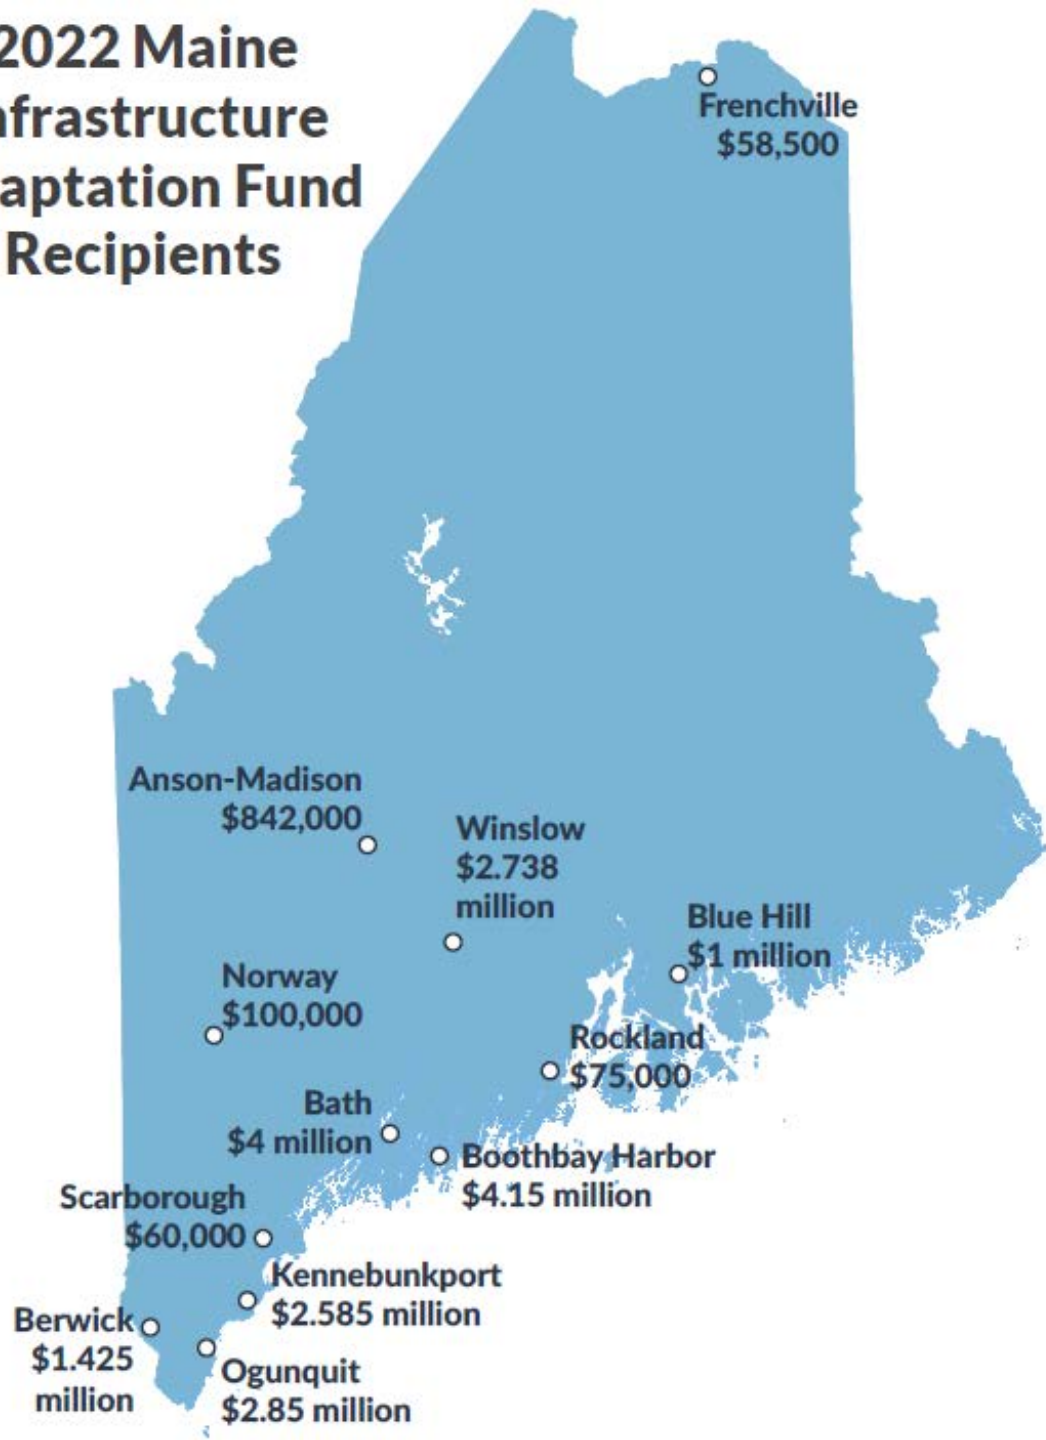 2022 Maine
nfrastructure
aptation Fund
Recipients
Frenchville
$58,500
Anson-Madison
$842,000
Winslow
$2.738
million
Blue Hill
$1 million
Norway
$100,000
Rockland
$75,000
Bath
$4 million
Boothbay Harbor
$4.15 million
Scarborough
$60,000
Kennebunkport
$2.585 million
Berwick
$1.425
million
Ogunquit
$2.85 million